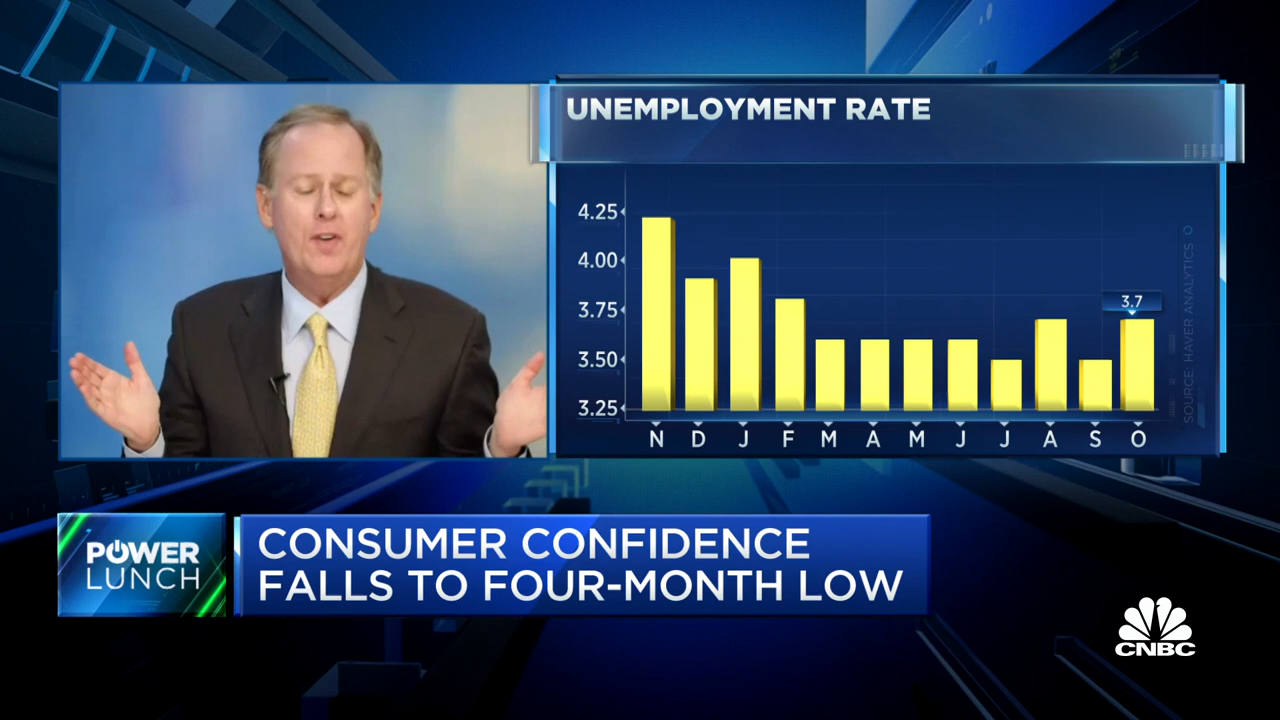 UNEMPLOYMENT RATE
4.25
4.00
3.75
3.50
3.25
3.7
N D J F M A M J J A S O
SOURCE: HAVER ANALYTICS
POWER
LUNCH
CONSUMER CONFIDENCE
FALLS TO FOUR-MONTH LOW
CNBC